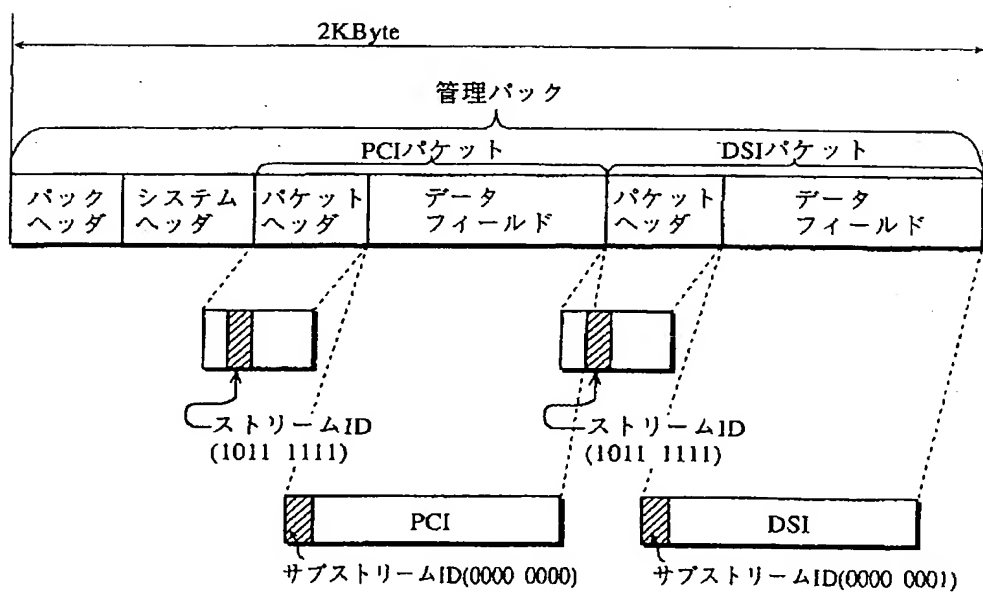 2KByte
管理パック
PCIパケット
DSIパケット
パック
ヘッダ
システム
ヘッダ
パケット
ヘッダ
データ
フィールド
パケット
ヘッダ
データ
フィールド
ストリームID
(1011 1111)
ストリームID
(1011 1111)
PCI
DSI
サブストリームID(0000 0000)
サブストリームID(0000 0001)